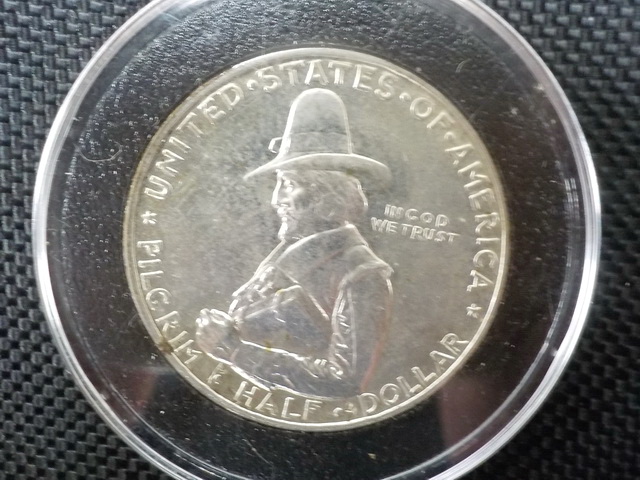 UNITED·STATES·OF·AMERICA
IN GOD
WE TRUST
PILGRIM HALF DOLLAR